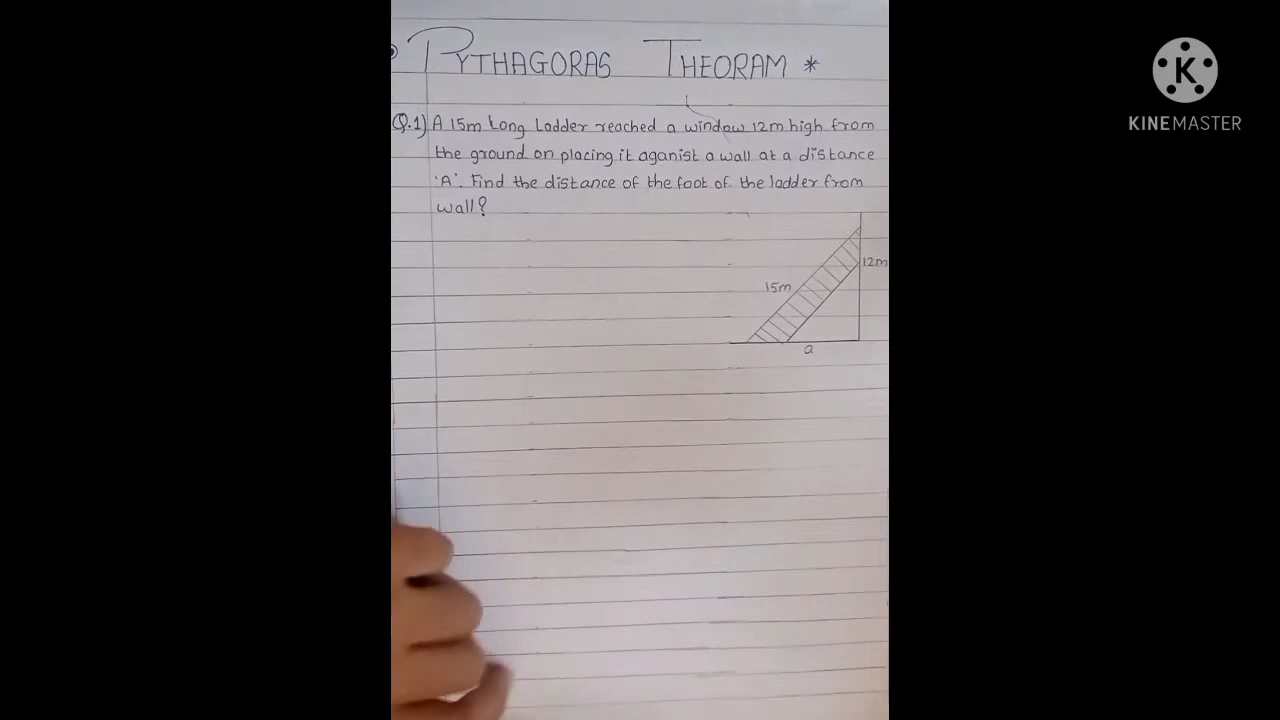 PYTHAGORAS THEORAM *
Q.1) A 15m long ladder reached a window 12m high from
the ground on placing it aganist a wall at a distance
'A'. Find the distance of the foot of the ladder from
wall?
12m
15m
a
K
KINEMASTER